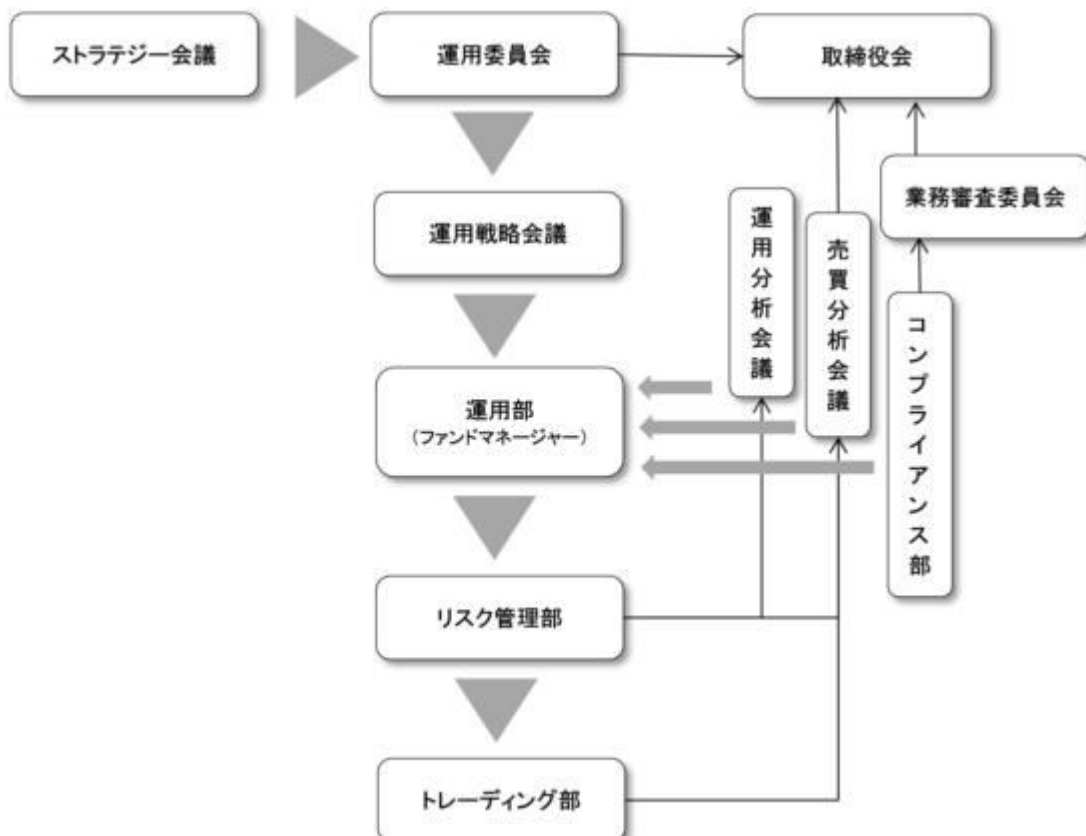 ストラテジー会議
運用委員会
取締役会
業務審査委員会
運用戦略会議
運用分析会議
売買分析会議
コンプライアンス部
運用部
（ファンドマネージャー）
リスク管理部
トレーディング部